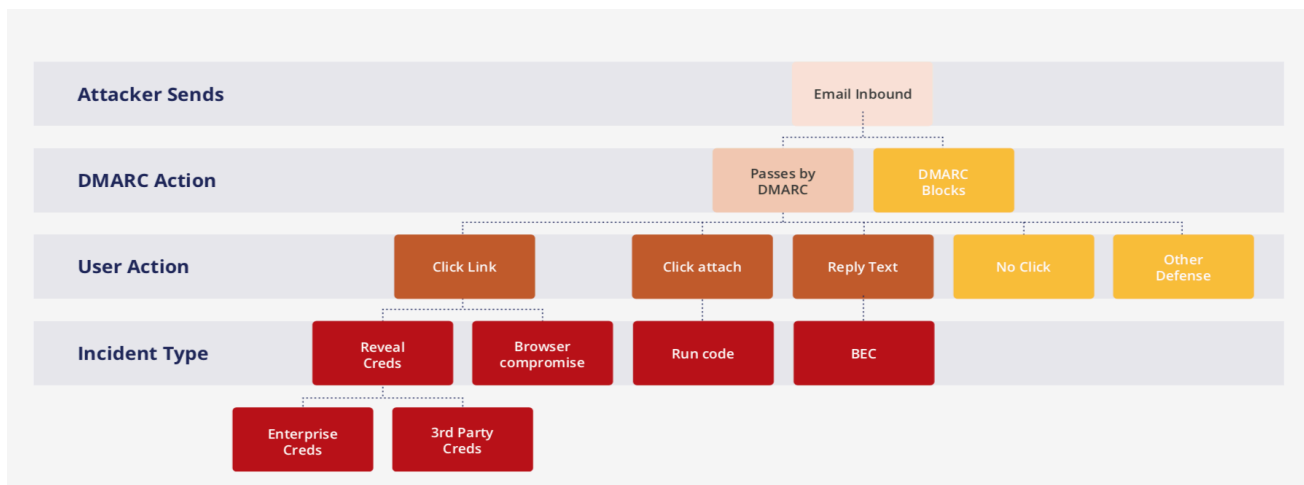 Attacker Sends
Email Inbound
DMARC Action
Passes by
DMARC
DMARC
Blocks
User Action
Click Link
Click attach
Reply Text
No Click
Other
Defense
Incident Type
Reveal
Creds
Browser
compromise
Run code
BEC
Enterprise
Creds
3rd Party
Creds